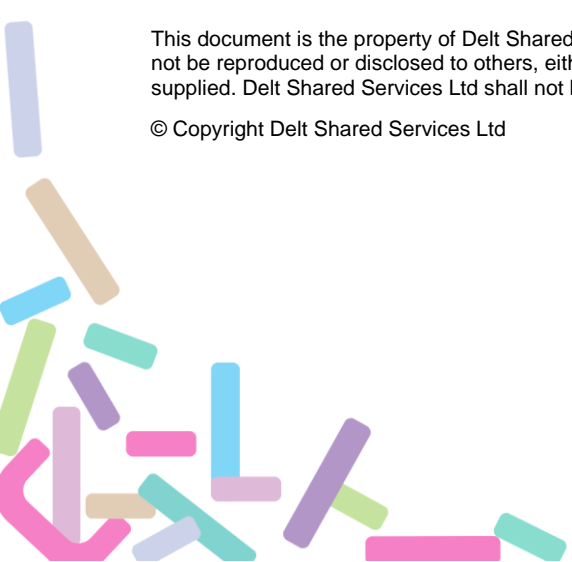 This document is the property of Delt Shared
not be reproduced or disclosed to others,
supplied. Delt Shared Services Ltd shall not
© Copyright Delt Shared Services Ltd